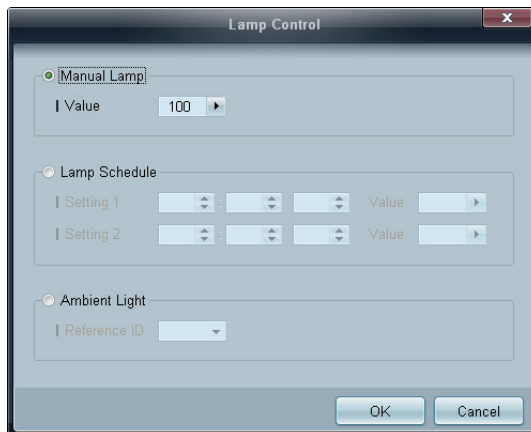 Lamp Control
x
Manual Lamp
Value 100
Lamp Schedule
Setting 1 : Value
Setting 2 : Value
Ambient Light
Reference ID
OK Cancel